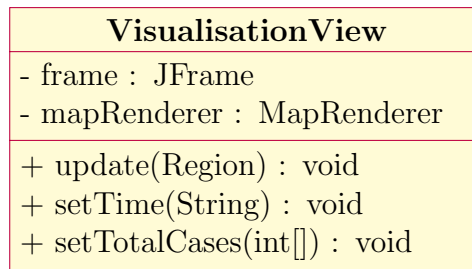 VisualisationView
- frame : JFrame
- mapRenderer : MapRenderer
+ update(Region) : void
+ setTime(String) : void
+ setTotalCases(int[]) : void